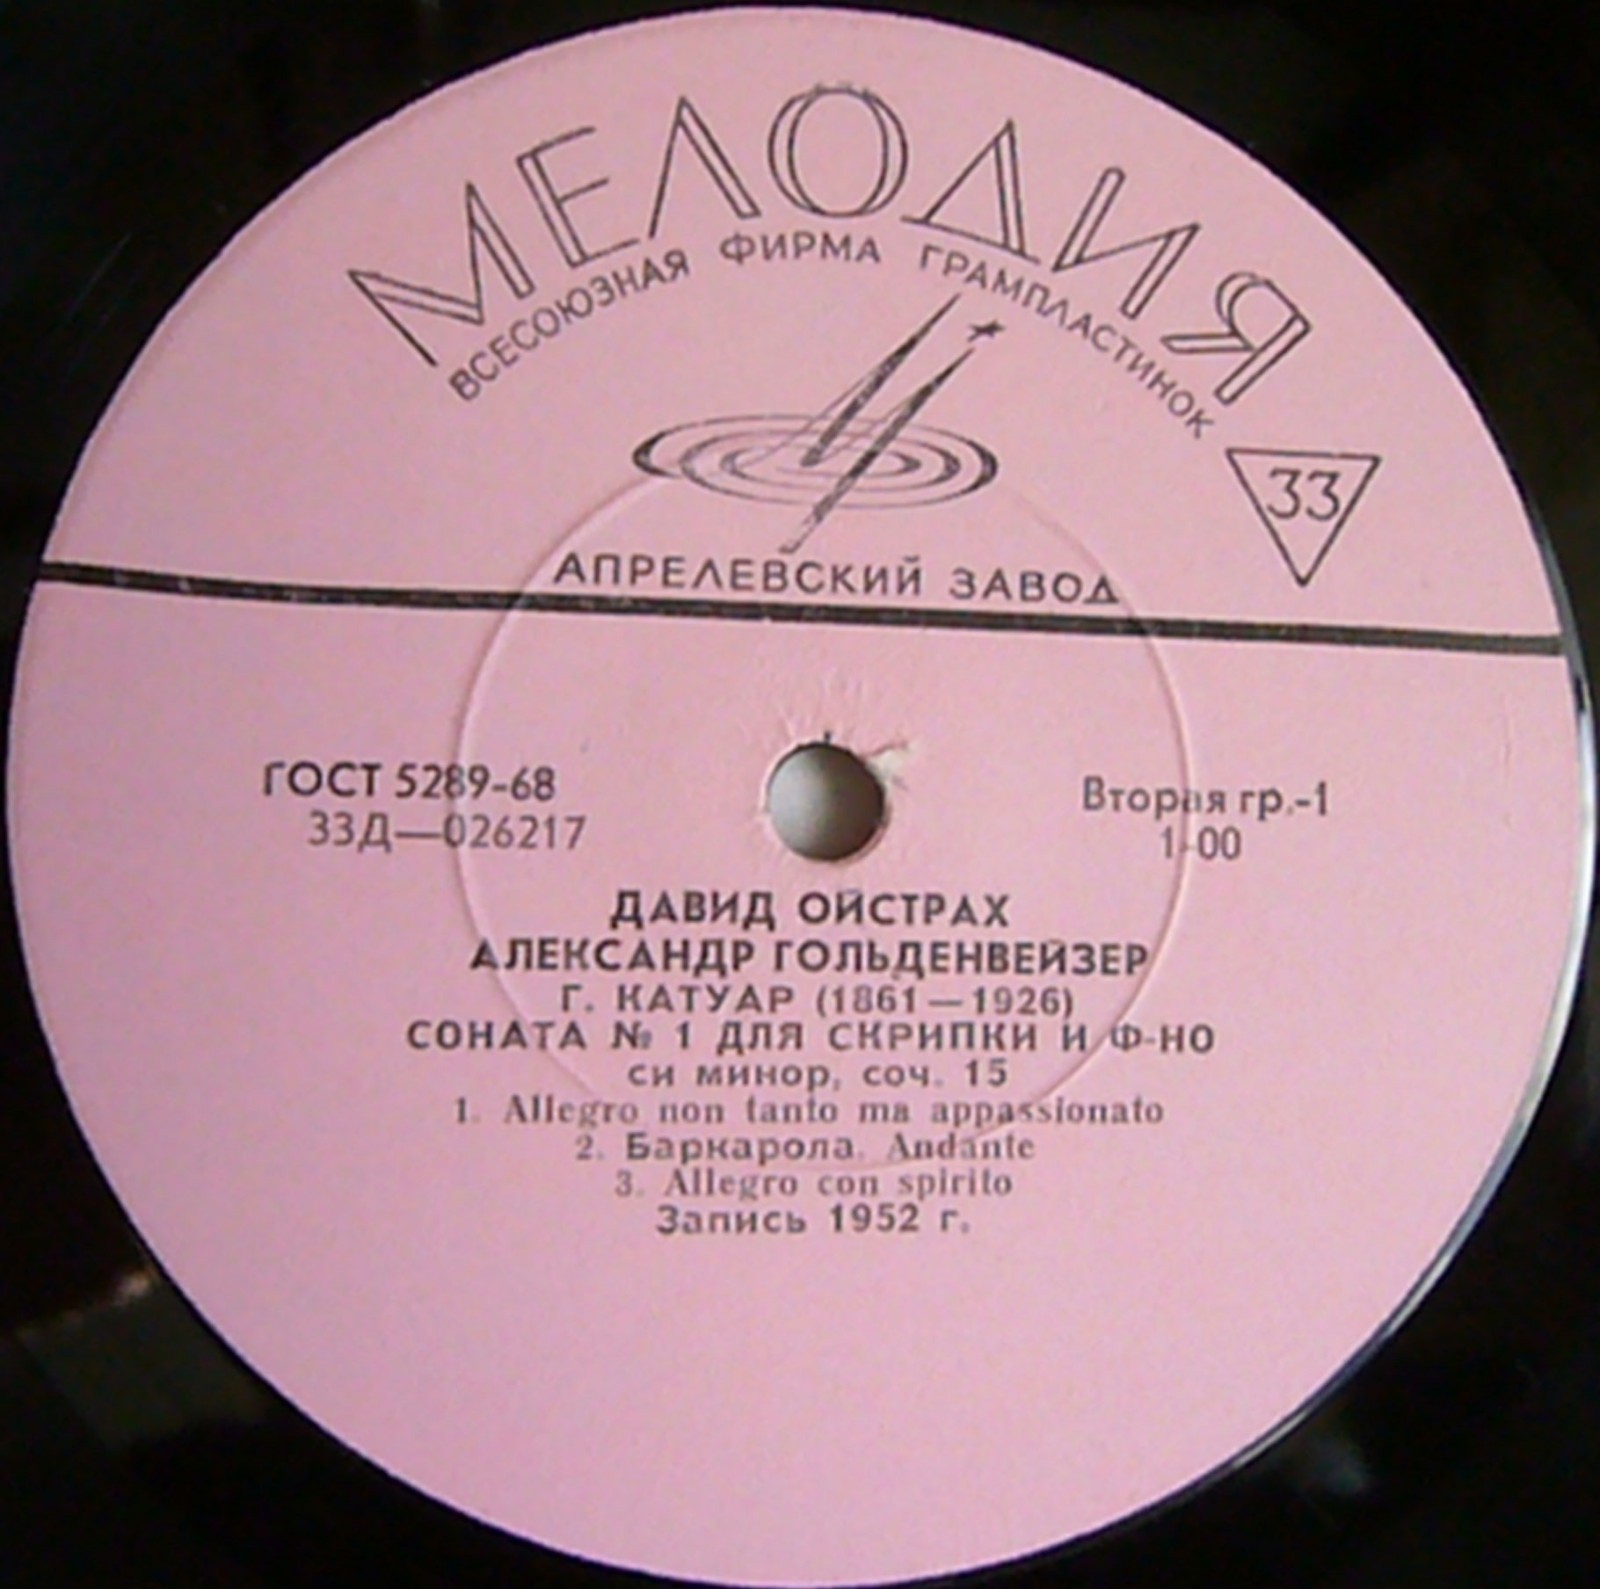 МЕЛОДИЯ
ВСЕСОЮЗНАЯ ФИРМА ГРАМПЛАСТИНОК
33
АПРЕЛЕВСКИЙ ЗАВОД
ГОСТ 5289-68
33Д—026217
Вторая гр.-1
1-00
ДАВИД ОЙСТРАХ
АЛЕКСАНДР ГОЛЬДЕНВЕЙЗЕР
Г. КАТУАР (1861—1926)
СОНАТА № 1 ДЛЯ СКРИПКИ И Ф-НО
си минор, соч. 15
1. Allegro non tanto ma appassionato
2. Баркарола. Andante
3. Allegro con spirito
Запись 1952 г.